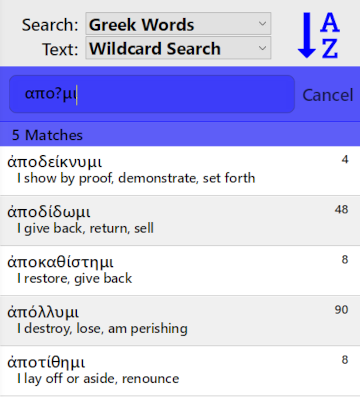 Search: Greek Words
Text: Wildcard Search
A
Z
απο?μι
Cancel
5 Matches
ἀποδείκνυμι 4
I show by proof, demonstrate, set forth
ἀποδίδωμι 48
I give back, return, sell
ἀποκαθίστημι 8
I restore, give back
ἀπόλλυμι 90
I destroy, lose, am perishing
ἀποτίθημι 8
I lay off or aside, renounce